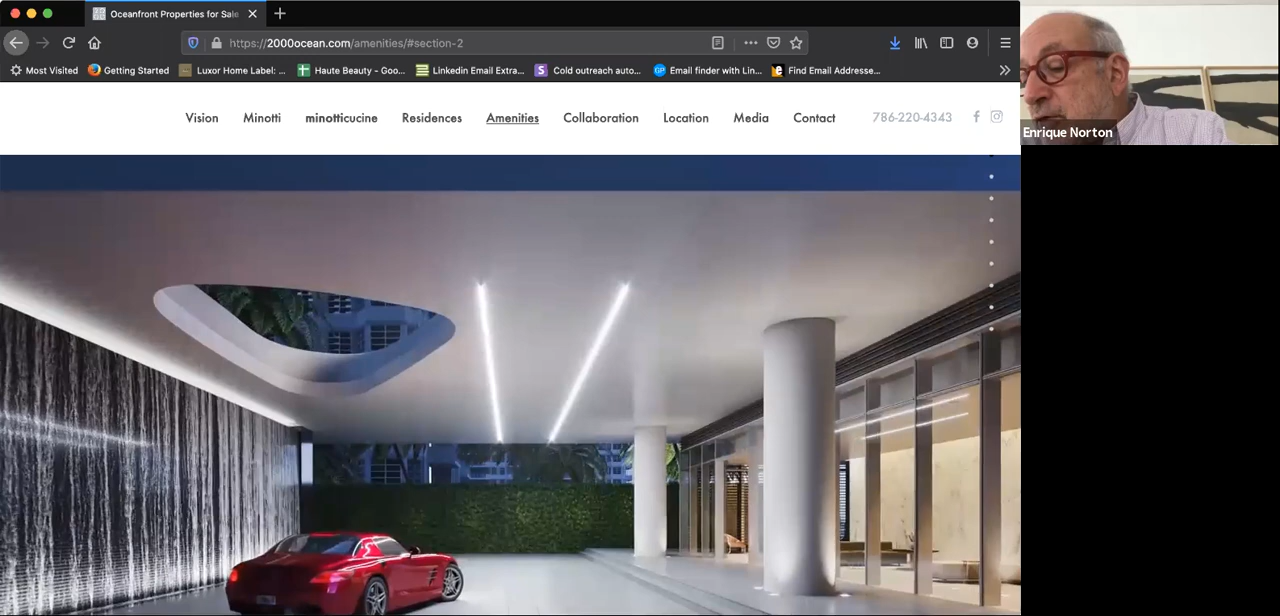 Oceanfront Properties for Sale
https://2000ocean.com/amenities/#section-2
Most Visited Getting Started Luxor Home Label: ... Haute Beauty - Goo... Linkedin Email Extra... S Cold outreach auto... GP Email finder with Lin... e Find Email Addresse...
Vision Minotti minotticucine Residences Amenities Collaboration Location Media Contact 786-220-4343
Enrique Norton